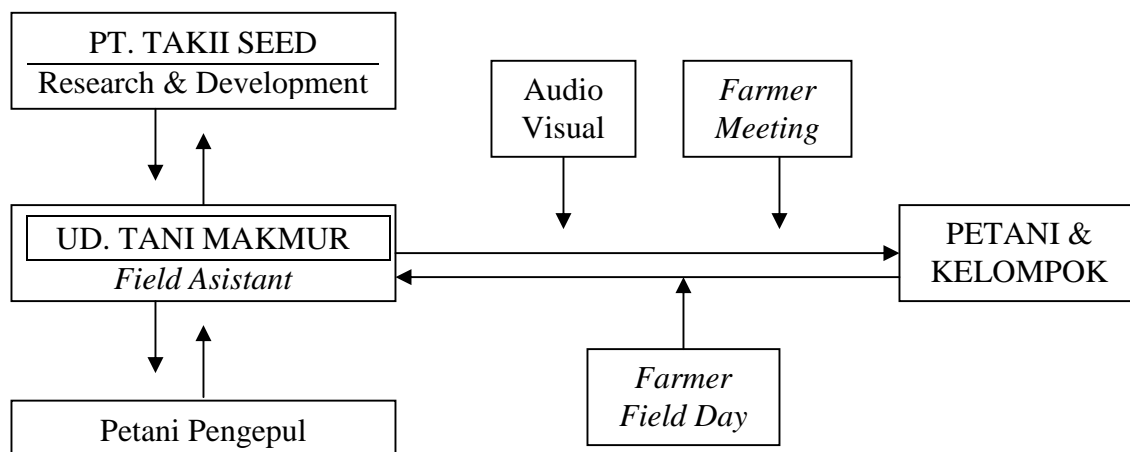 PT. TAKII SEED
Research & Development
Audio
Visual
Farmer
Meeting
UD. TANI MAKMUR
Field Asistant
PETANI &
KELOMPOK
Farmer
Field Day
Petani Pengepul